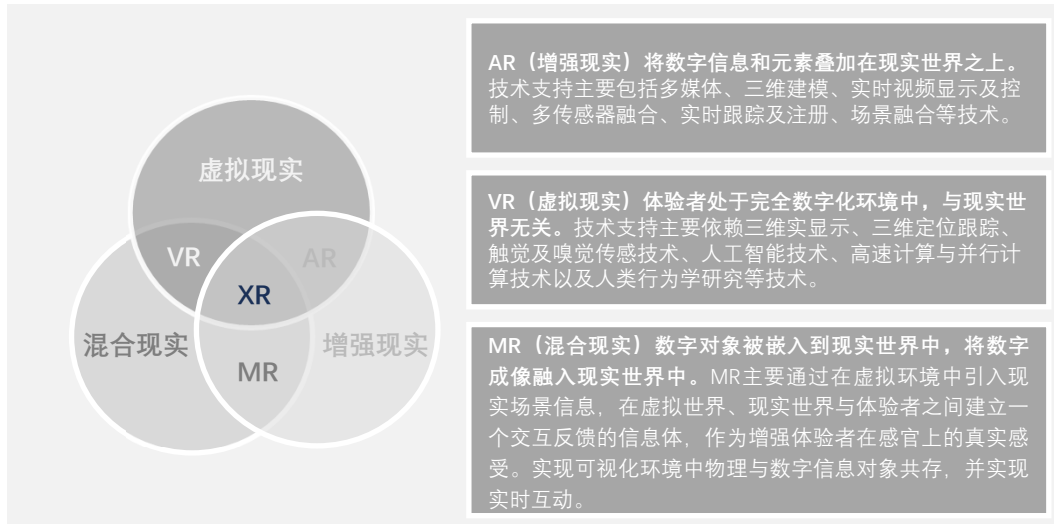 虚拟现实
VR
AR
XR
混合现实
增强现实
MR
AR（增强现实）将数字信息和元素叠加在现实世界之上。
技术支持主要包括多媒体、三维建模、实时视频显示及控
制、多传感器融合、实时跟踪及注册、场景融合等技术。
VR（虚拟现实）体验者处于完全数字化环境中，与现实世
界无关。技术支持主要依赖三维实显示、三维定位跟踪、
触觉及嗅觉传感技术、人工智能技术、高速计算与并行计
算技术以及人类行为学研究等技术。
MR（混合现实）数字对象被嵌入到现实世界中，将数字
成像融入现实世界中。MR主要通过在虚拟环境中引入现
实场景信息，在虚拟世界、现实世界与体验者之间建立一
个交互反馈的信息体，作为增强体验者在感官上的真实感
受。实现可视化环境中物理与数字信息对象共存，并实现
实时互动。